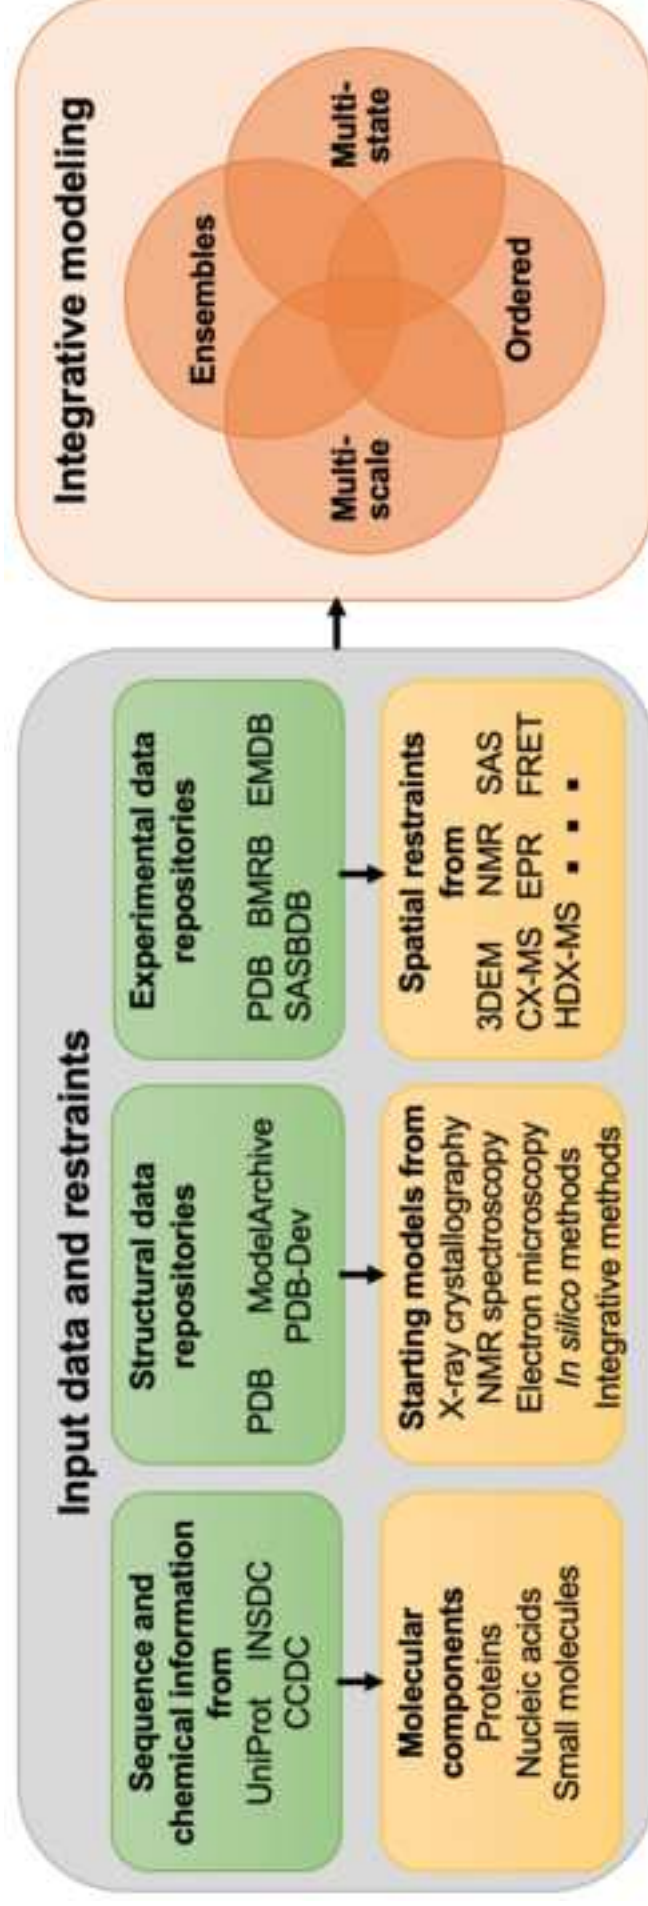 Input data and restraints
Sequence and
chemical information
from
UniProt INSDC
CCDC
Molecular
components
Proteins
Nucleic acids
Small molecules
Structural data
repositories
PDB ModelArchive
PDB-Dev
Starting models from
X-ray crystallography
NMR spectroscopy
Electron microscopy
In silico methods
Integrative methods
Experimental data
repositories
PDB BMRB EMDB
SASBDB
Spatial restraints
from
3DEM NMR SAS
CX-MS EPR FRET
HDX-MS . . .
Integrative modeling
Ensembles
Multi-
scale
Multi-
state
Ordered